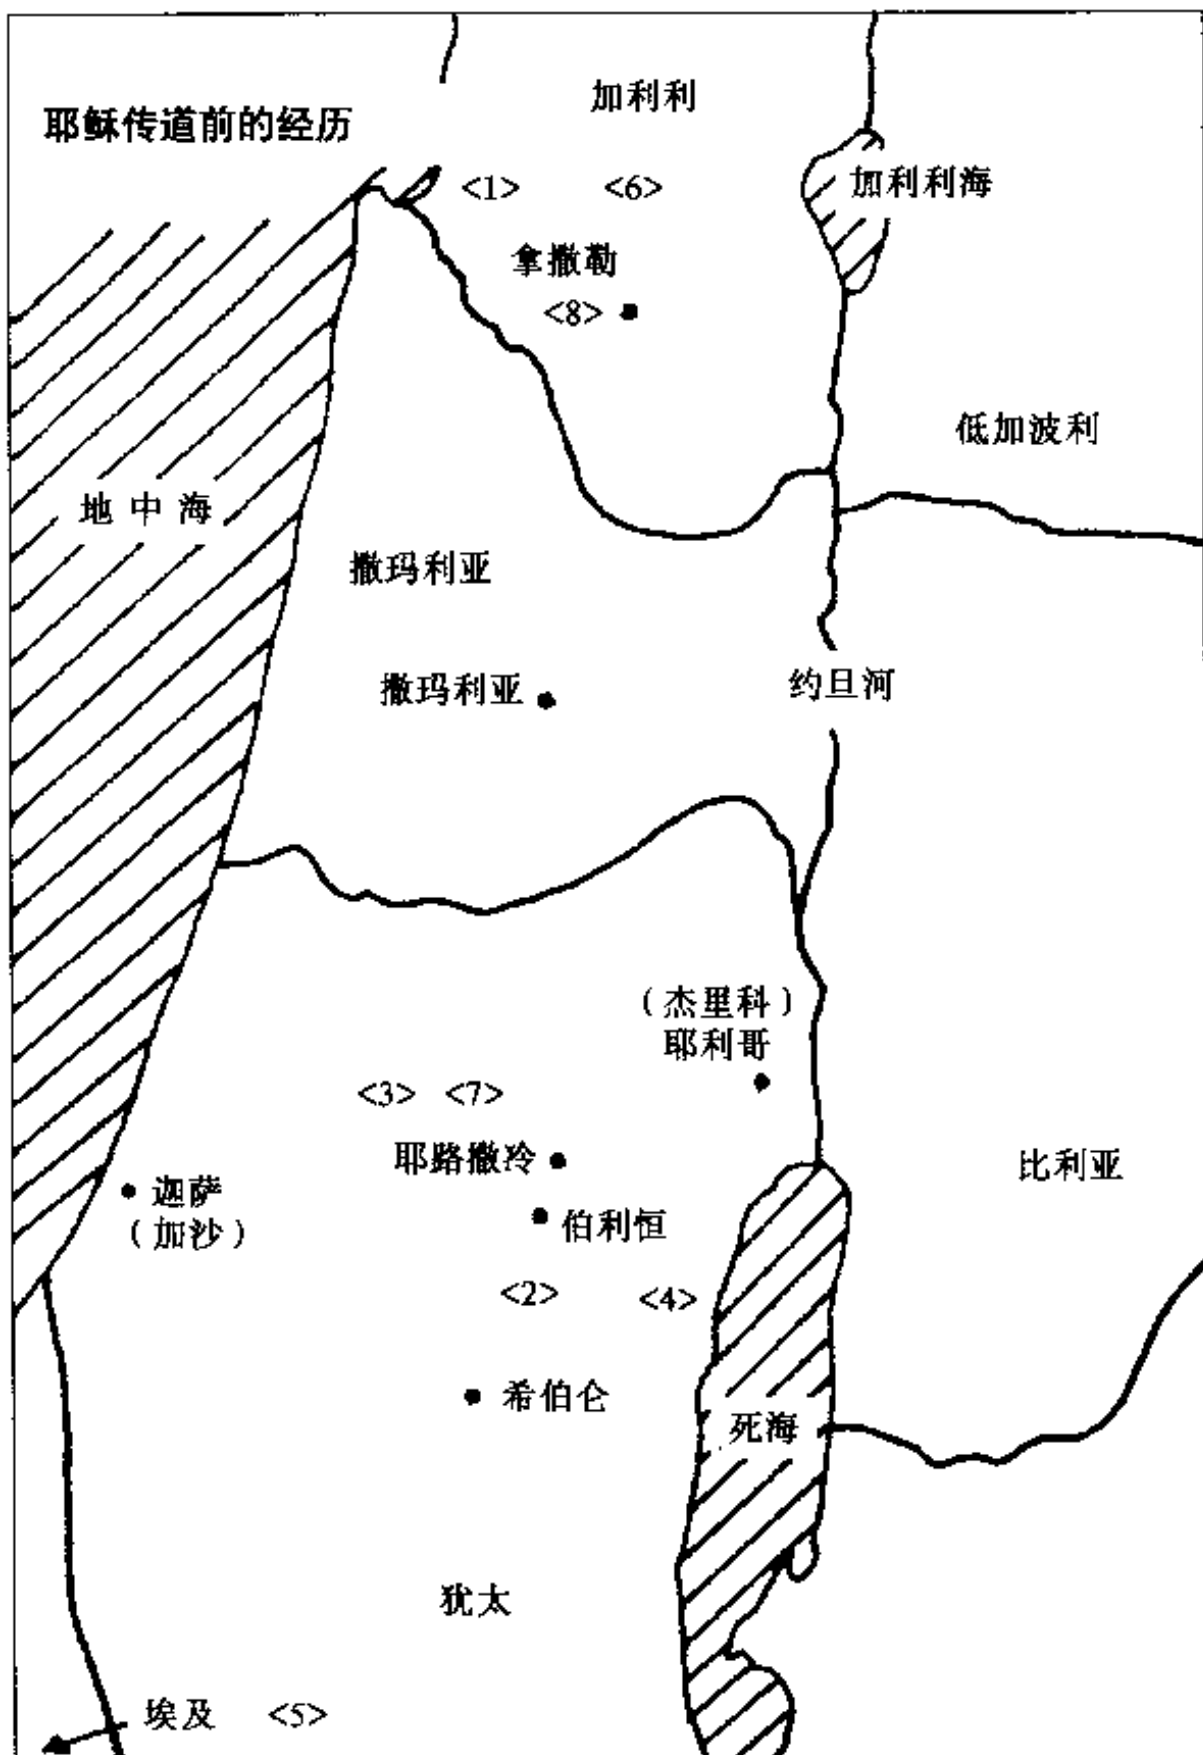 加利利
耶稣传道前的经历
<1> <6> 加利利海
拿撒勒
<8>
低加波利
地中海
撒玛利亚
撒玛利亚 约旦河
(杰里科)
耶利哥
<3> <7>
耶路撒冷 比利亚
迦萨
(加沙) 伯利恒
<2> <4>
希伯仑
死海
犹太
埃及 <5>